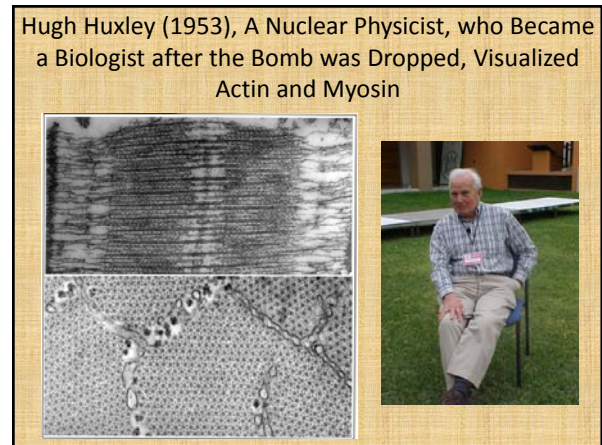 Hugh Huxley (1953), A Nuclear Physicist, who Became
a Biologist after the Bomb was Dropped, Visualized
Actin and Myosin